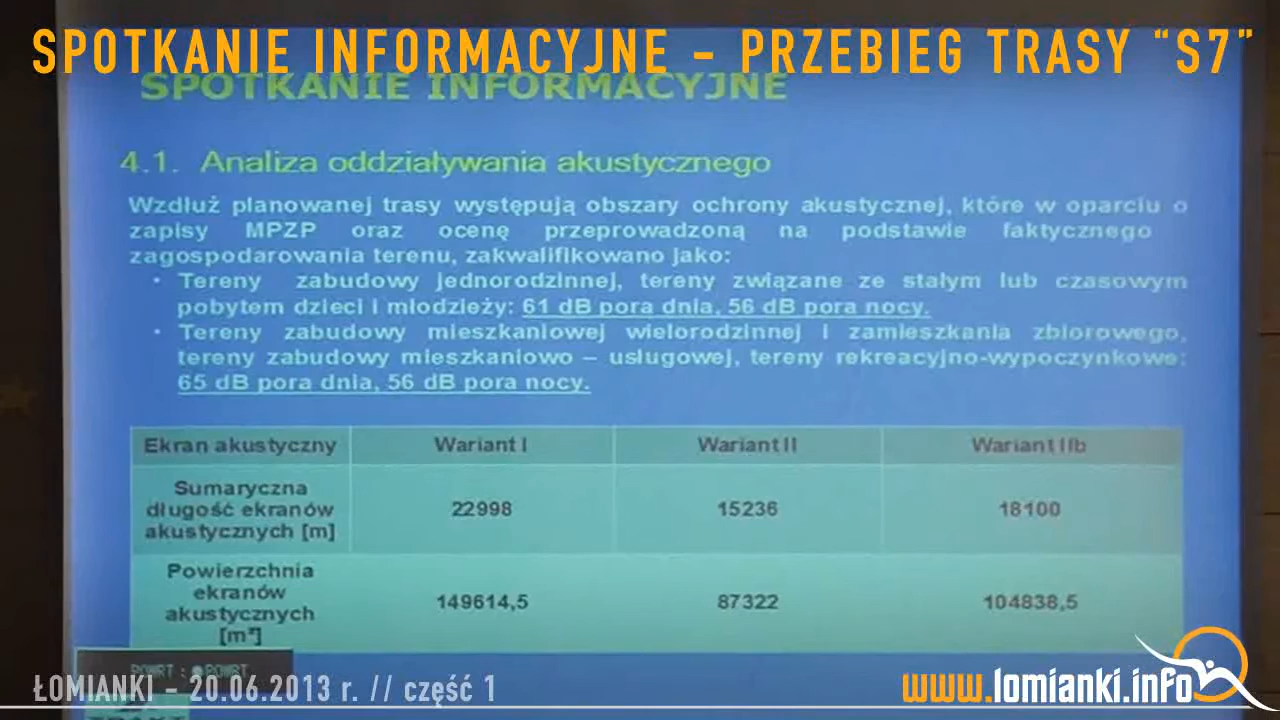 SPOTKANIE INFORMACYJNE - PRZEBIEG TRASY “S7”
SPOTKANIE INFORMACYJNE
4.1. Analiza oddziaływania akustycznego
Wzdłuż planowanej trasy występują obszary ochrony akustycznej, które w oparciu o
zapisy MPZP oraz ocenę przeprowadzoną na podstawie faktycznego
zagospodarowania terenu, zakwalifikowano jako:
• Tereny zabudowy jednorodzinnej, tereny związane ze stałym lub czasowym
pobytem dzieci i młodzieży: 61 dB pora dnia, 56 dB pora nocy.
• Tereny zabudowy mieszkaniowej wielorodzinnej i zamieszkania zbiorowego,
tereny zabudowy mieszkaniowo – usługowej, tereny rekreacyjno-wypoczynkowe:
65 dB pora dnia, 56 dB pora nocy.
Ekran akustyczny Wariant I Wariant II Wariant IIb
Sumaryczna
długość ekranów
akustycznych [m]
22998 15236 18100
Powierzchnia
ekranów
akustycznych
[m²]
149614,5 87322 104838,5
ŁOMIANKI - 20.06.2013 r. // część 1
www.lomianki.info